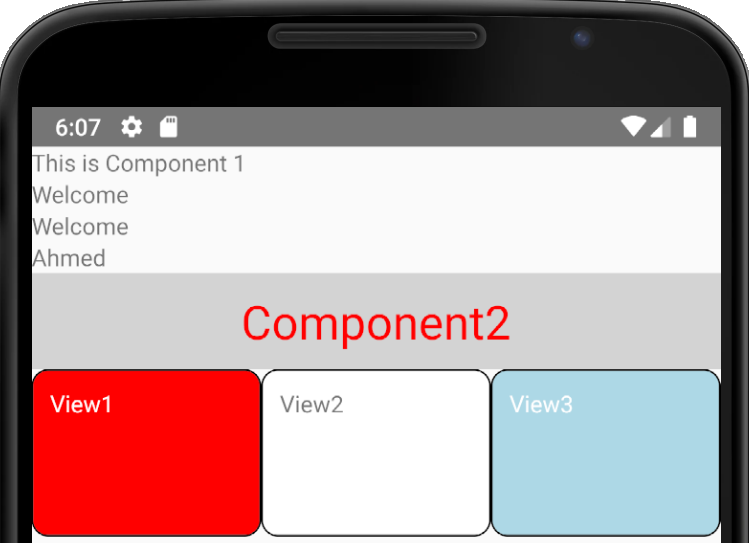 6:07
This is Component 1
Welcome
Welcome
Ahmed
Component2
View1 View2 View3